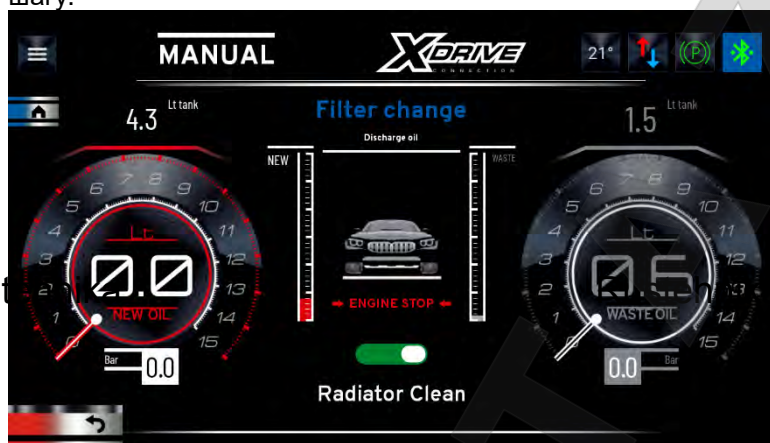 шагу.
MANUAL
XDRIVE
CONNECTION
21°
P
4.3 Lt tank
Filter change
1.5 Lt tank
Discharge oil
NEW
WASTE
0 1 2 3 4 5 6 7 8 9 10 11 12 13 14 15
Lt
0.0
NEW OIL
➡ ENGINE STOP ⬅
0 1 2 3 4 5 6 7 8 9 10 11 12 13 14 15
Lt
0.6
WASTE OIL
Bar 0.0
0.0 Bar
Radiator Clean